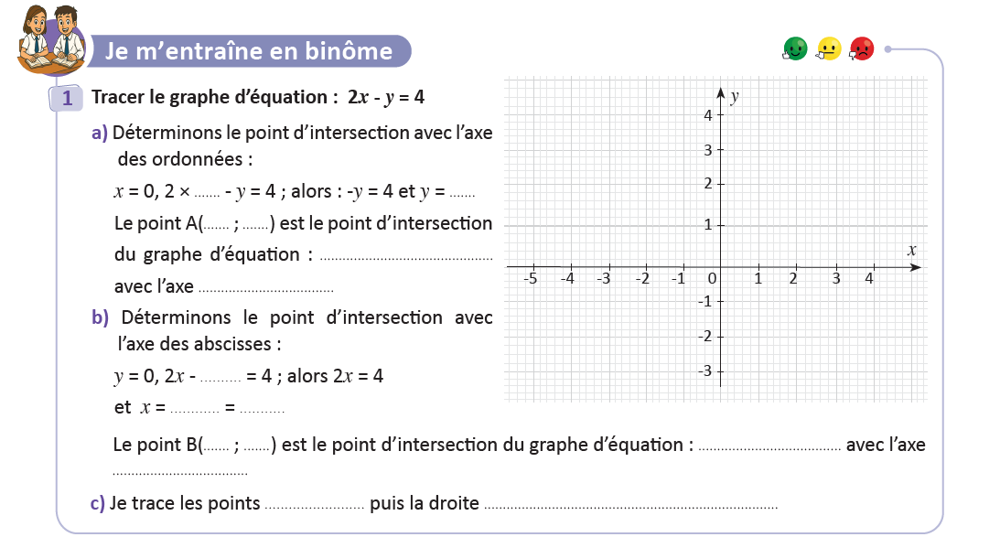 Je m’entraîne en binôme
1 Tracer le graphe d’équation : 2x - y = 4
a) Déterminons le point d’intersection avec l’axe
des ordonnées :
x = 0, 2 × ....... - y = 4 ; alors : -y = 4 et y = .......
Le point A(....... ; .......) est le point d’intersection
du graphe d’équation : ..............................................
avec l’axe ....................................
b) Déterminons le point d’intersection avec
l’axe des abscisses :
y = 0, 2x - .......... = 4 ; alors 2x = 4
et x = ............ = ...........
Le point B(....... ; .......) est le point d’intersection du graphe d’équation : ...................................... avec l’axe
....................................
c) Je trace les points ........................ puis la droite ..............................................................................
y
4
3
2
1
x
-5 -4 -3 -2 -1 0 1 2 3 4
-1
-2
-3